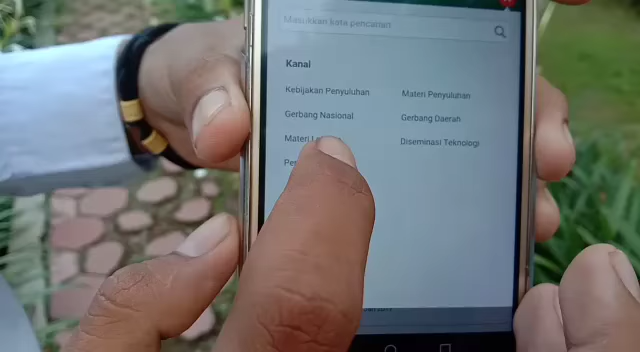 Masukkan kata pencarian
Kanal
Kebijakan Penyuluhan
Materi Penyuluhan
Gerbang Nasional
Gerbang Daerah
Materi
Diseminasi Teknologi